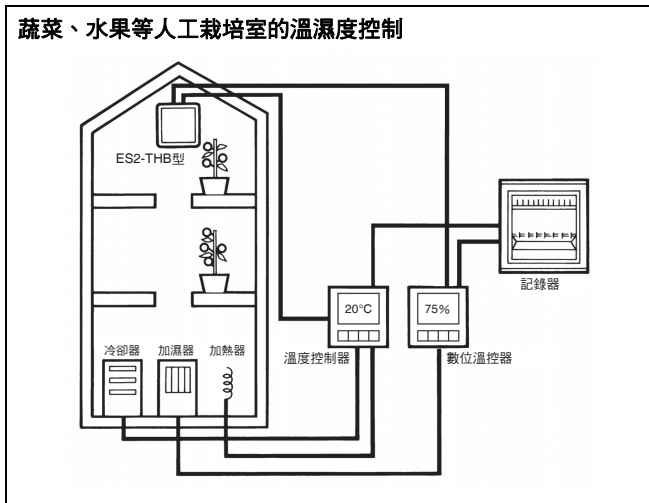 蔬菜、水果等人工栽培室的溫濕度控制
ES2-THB型
記錄器
20°C
75%
冷卻器
加濕器
加熱器
溫度控制器
數位溫控器